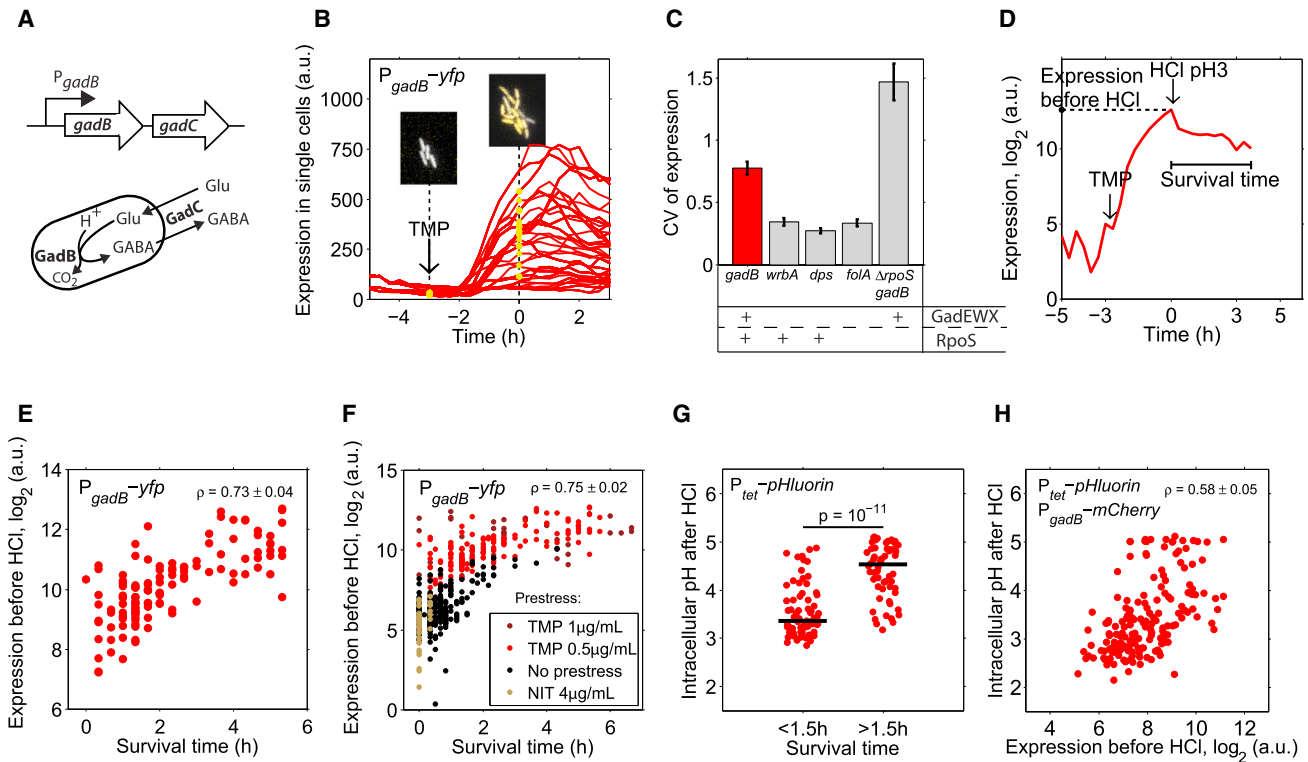 A
P gadB
gadB
gadC
Glu
H+
Glu
GadC
GABA
GABA
GadB
CO2
B
PgadB-yfp
Expression in single cells (a.u.)
1000
750
500
250
0
TMP
−4 −2 0 2
Time (h)
C
CV of expression
1.5
1
0.5
0
gadB wrbA dps folA ΔrpoS gadB
+ + GadEWX
+ + + RpoS
D
Expression, log2 (a.u.)
Expression before HCl
HCl pH3
10
5
0
TMP
Survival time
−5 −3 0 3 5
Time (h)
E
Expression before HCl, log2 (a.u.)
14
12
10
8
6
PgadB−yfp
ρ = 0.73 ± 0.04
0 2 4 6
Survival time (h)
F
Expression before HCl, log2 (a.u.)
15
10
5
0
PgadB−yfp
ρ = 0.75 ± 0.02
Prestress:
TMP 1µg/mL
TMP 0.5µg/mL
No prestress
NIT 4µg/mL
0 2 4 6
Survival time (h)
G
Intracellular pH after HCl
6
5
4
3
2
Ptet−pHluorin
p = 10−11
<1.5h >1.5h
Survival time
H
Intracellular pH after HCl
6
5
4
3
2
Ptet−pHluorin
PgadB−mCherry
ρ = 0.58 ± 0.05
4 6 8 10 12
Expression before HCl, log2 (a.u.)